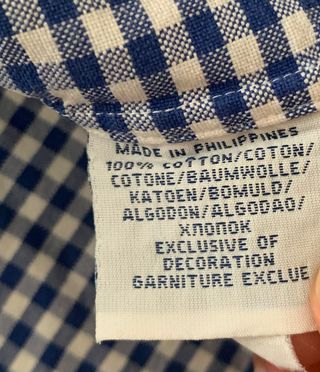 MADE IN PHILIPPINES
100% COTTON/COTON/
COTONE/BAUMWOLLE/
KATOEN/BOMULD/
ALGODON/ALGODAO/
ХЛОПОК
EXCLUSIVE OF
DECORATION
GARNITURE EXCLUE